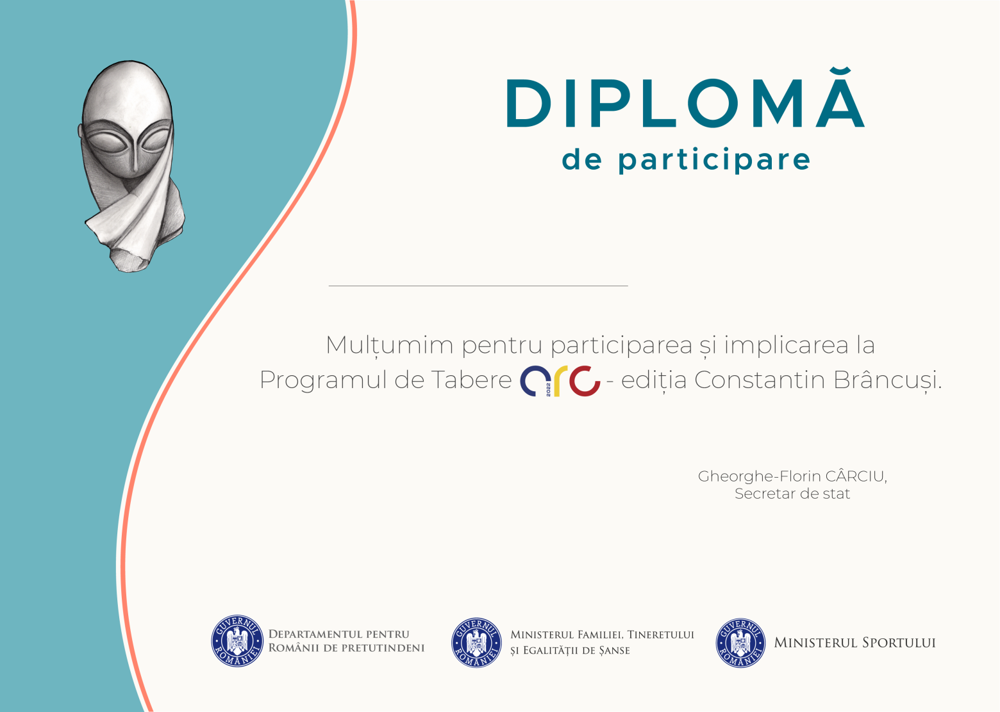 DIPLOMĂ
de participare
Mulțumim pentru participarea și implicarea la
Programul de Tabere arc 2022 - ediția Constantin Brâncuși.
Gheorghe-Florin CÂRCIU,
Secretar de stat
GUVERNUL ROMÂNIEI
DEPARTAMENTUL PENTRU
ROMÂNII DE PRETUTINDENI
GUVERNUL ROMÂNIEI
MINISTERUL FAMILIEI, TINERETULUI
ȘI EGALITĂȚII DE ȘANSE
GUVERNUL ROMÂNIEI
MINISTERUL SPORTULUI